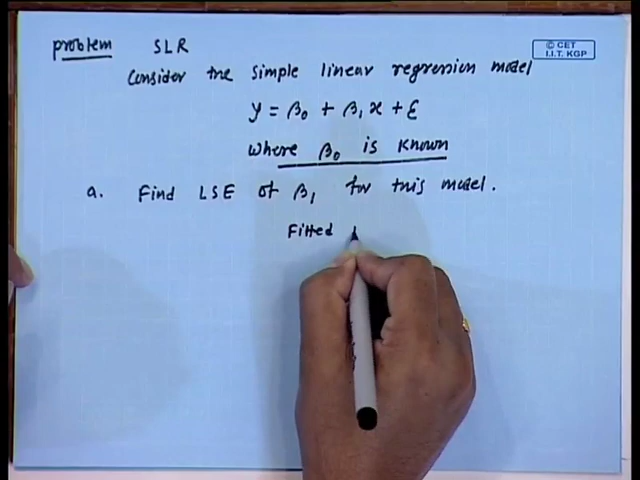 problem SLR
© CET
I.I.T. KGP
Consider the simple linear regression model
y = β₀ + β₁x + ε
where β₀ is known
a. Find LSE of β₁ for this model.
Fitted